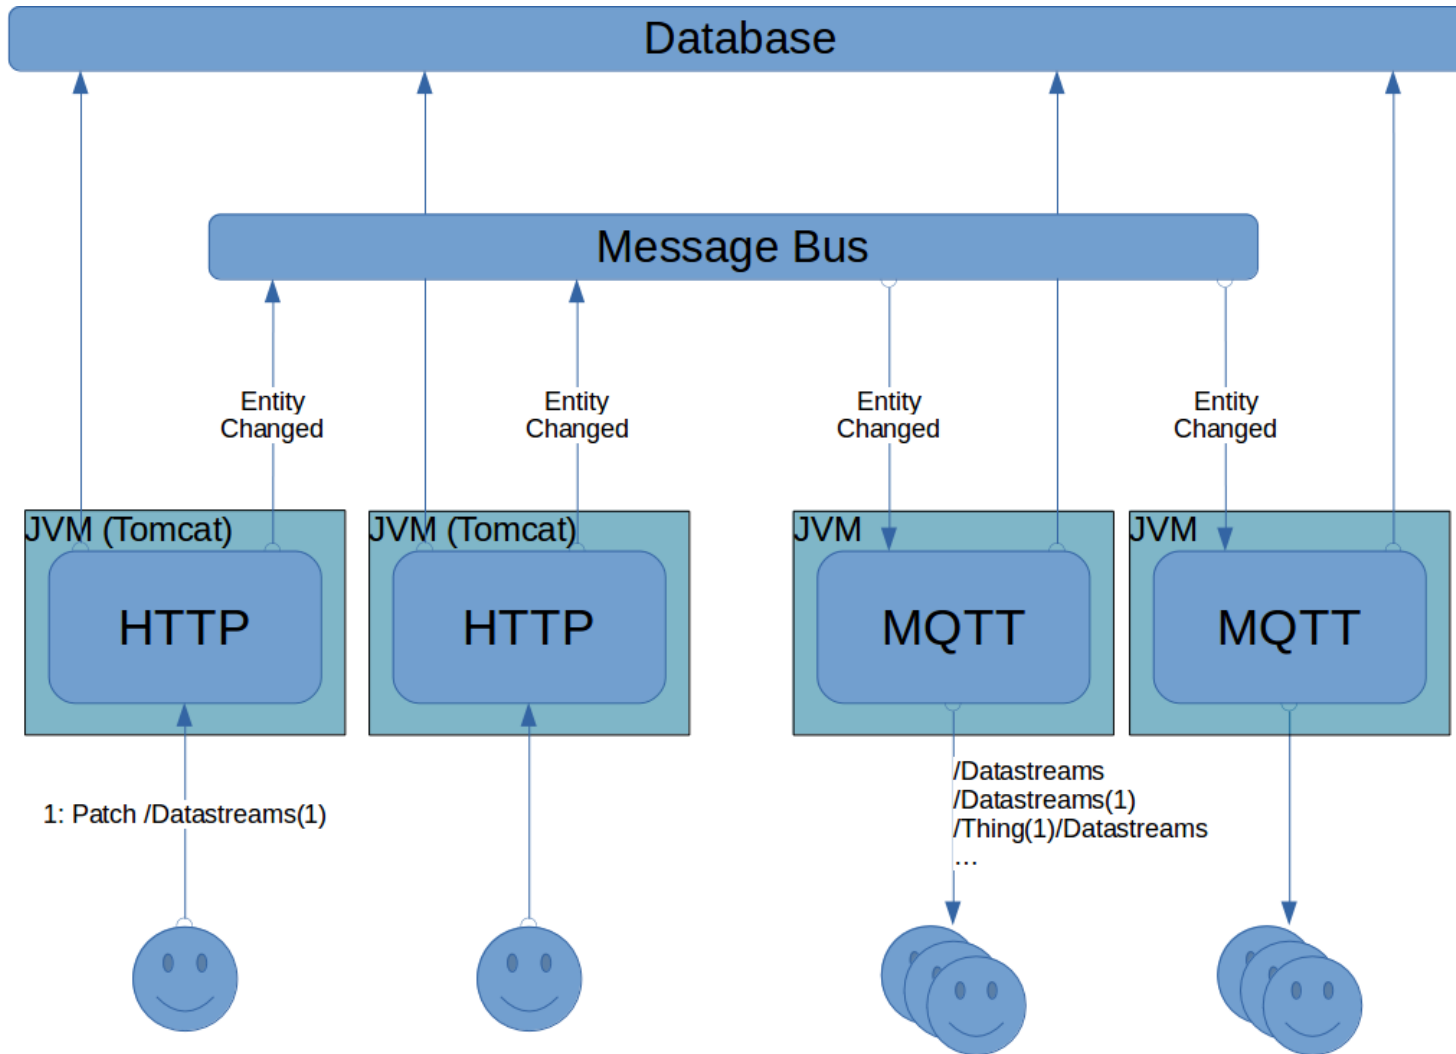 Database
Message Bus
Entity
Changed
Entity
Changed
Entity
Changed
Entity
Changed
JVM (Tomcat)
JVM (Tomcat)
JVM
JVM
HTTP
HTTP
MQTT
MQTT
1: Patch /Datastreams(1)
/Datastreams
/Datastreams(1)
/Thing(1)/Datastreams
…